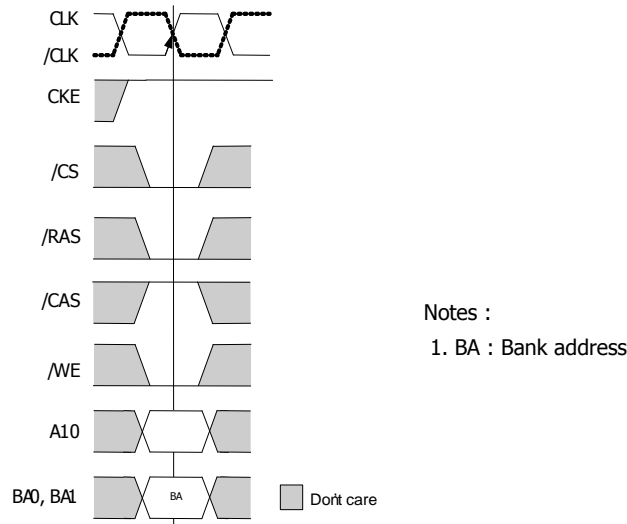 CLK
/CLK
CKE
/CS
/RAS
/CAS
Notes :
1. BA : Bank address
/WE
A10
BA0, BA1
BA
Don't care